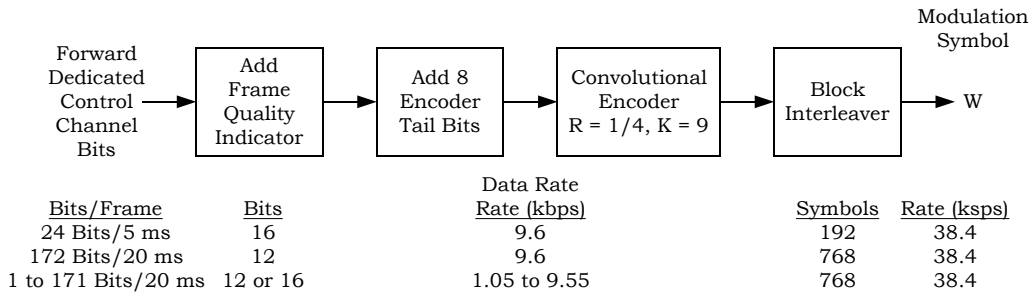 Modulation
Symbol
Forward
Dedicated
Control
Channel
Bits
Add
Frame
Quality
Indicator
Add 8
Encoder
Tail Bits
Convolutional
Encoder
R = 1/4, K = 9
Block
Interleaver
W
Data Rate
Bits/Frame Bits Rate (kbps) Symbols Rate (ksps)
24 Bits/5 ms 16 9.6 192 38.4
172 Bits/20 ms 12 9.6 768 38.4
1 to 171 Bits/20 ms 12 or 16 1.05 to 9.55 768 38.4